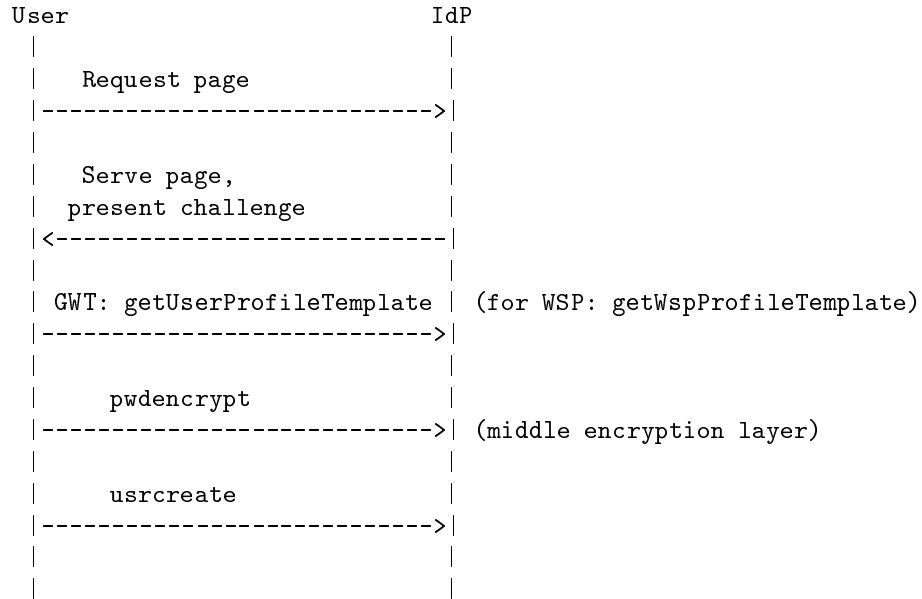 User IdP
Request page
Serve page,
present challenge
GWT: getUserProfileTemplate (for WSP: getWspProfileTemplate)
pwdencrypt
(middle encryption layer)
usrcreate